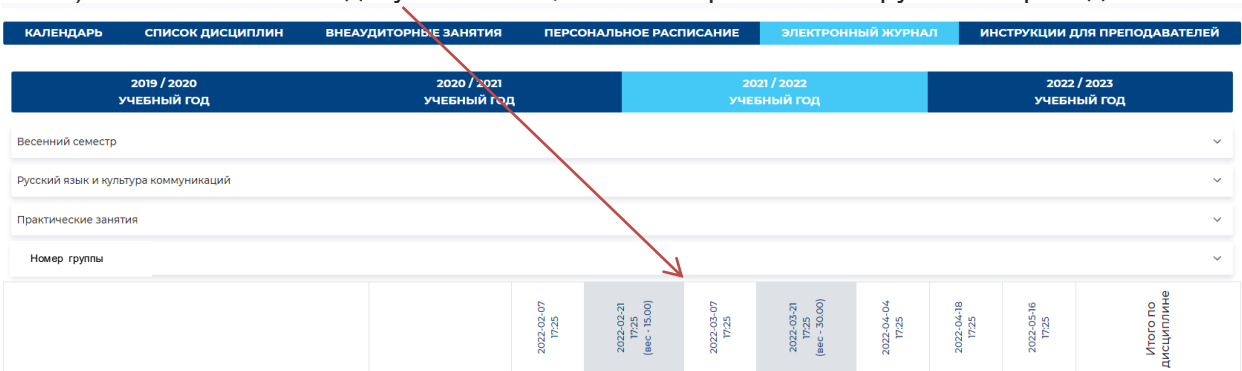 КАЛЕНДАРЬ СПИСОК ДИСЦИПЛИН ВНЕАУДИТОРНЫЕ ЗАНЯТИЯ ПЕРСОНАЛЬНОЕ РАСПИСАНИЕ ЭЛЕКТРОННЫЙ ЖУРНАЛ ИНСТРУКЦИИ ДЛЯ ПРЕПОДАВАТЕЛЕЙ
2019 / 2020 2020 / 2021 2021 / 2022 2022 / 2023
УЧЕБНЫЙ ГОД УЧЕБНЫЙ ГОД УЧЕБНЫЙ ГОД УЧЕБНЫЙ ГОД
Весенний семестр
Русский язык и культура коммуникаций
Практические занятия
Номер группы
2022-02-07
17:25
2022-02-21
17:25
(вес - 15.00)
2022-03-07
17:25
2022-03-21
17:25
(вес - 30.00)
2022-04-04
17:25
2022-04-18
17:25
2022-05-16
17:25
Итого по
дисциплине